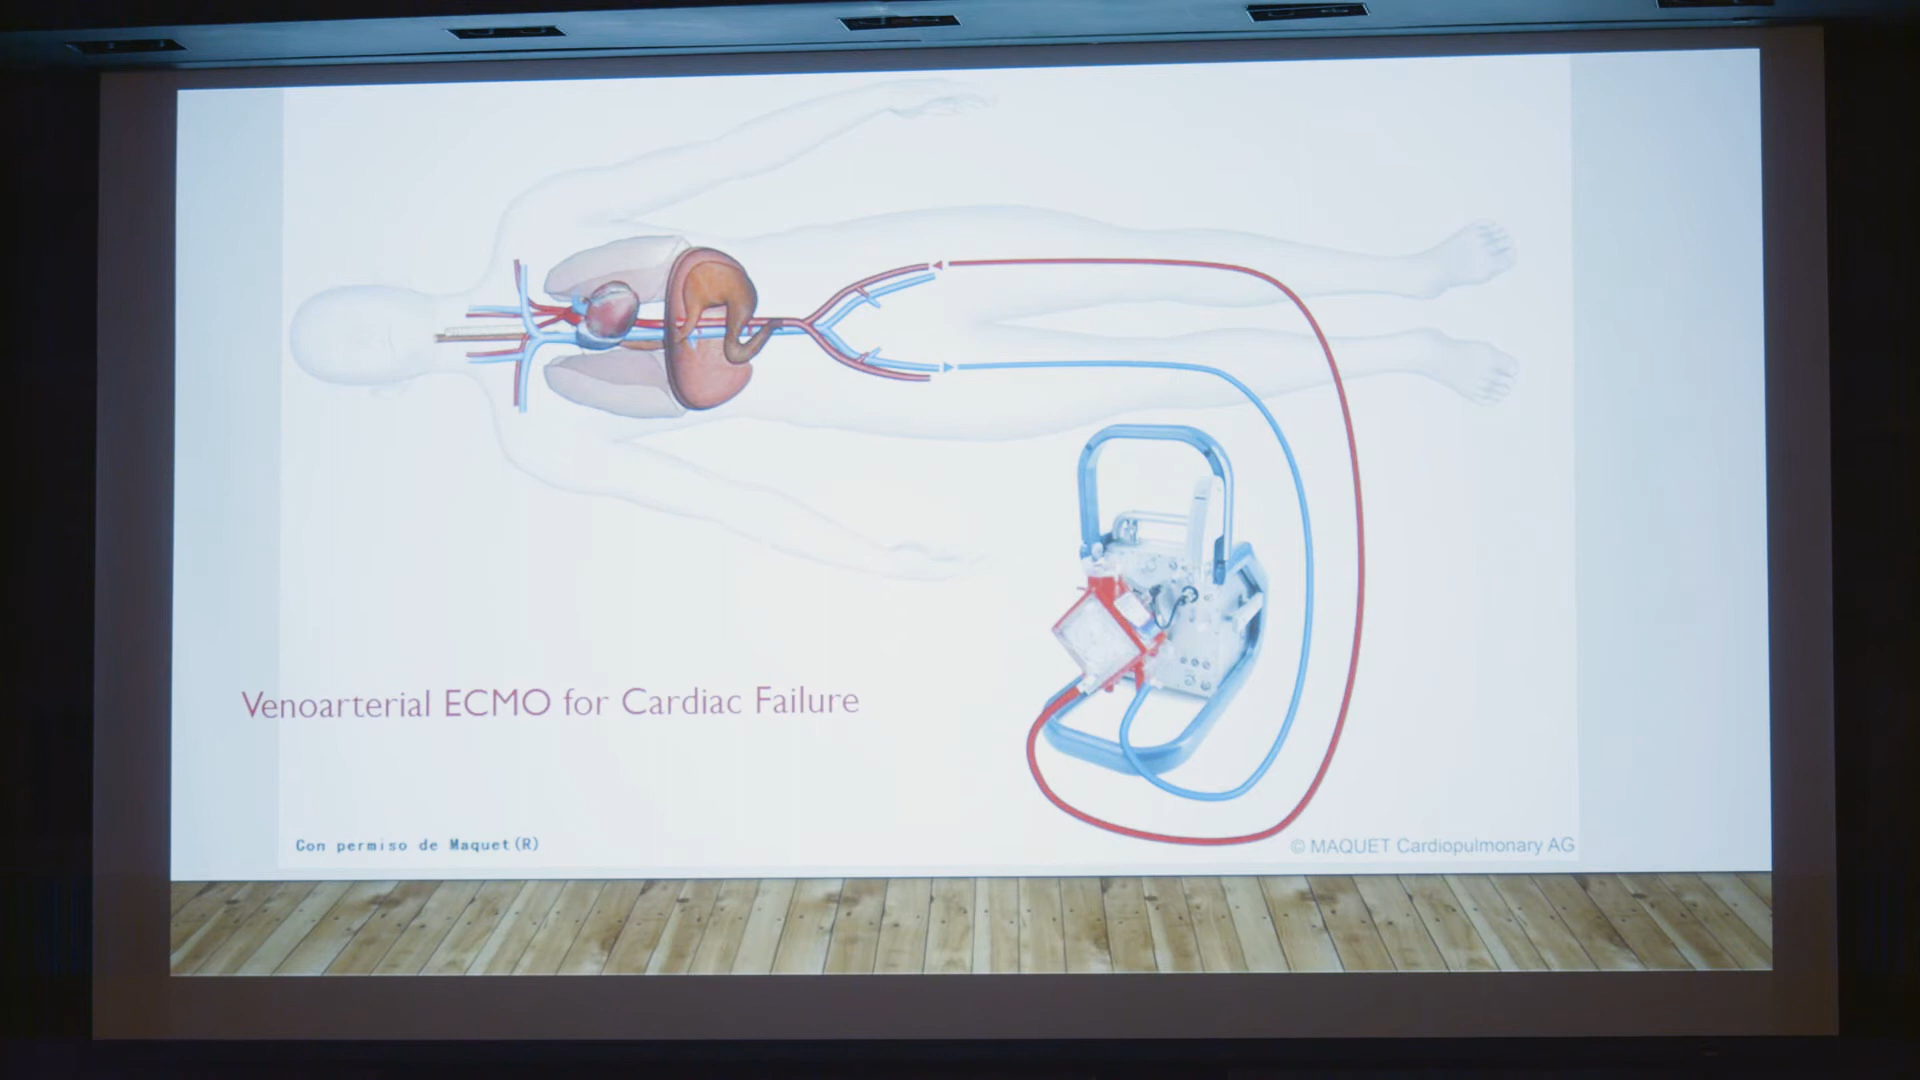 Venoarterial ECMO for Cardiac Failure
Con permiso de Maquet(R)
© MAQUET Cardiopulmonary AG